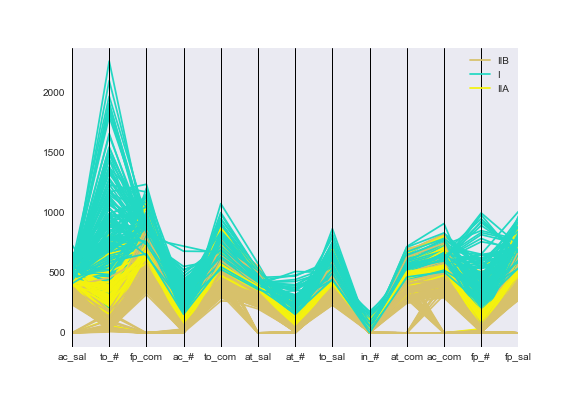 IIB
I
IIA
2000
1500
1000
500
0
ac_sal to_# fp_com ac_# to_com at_sal at_# to_sal in_# at_com ac_com fp_# fp_sal